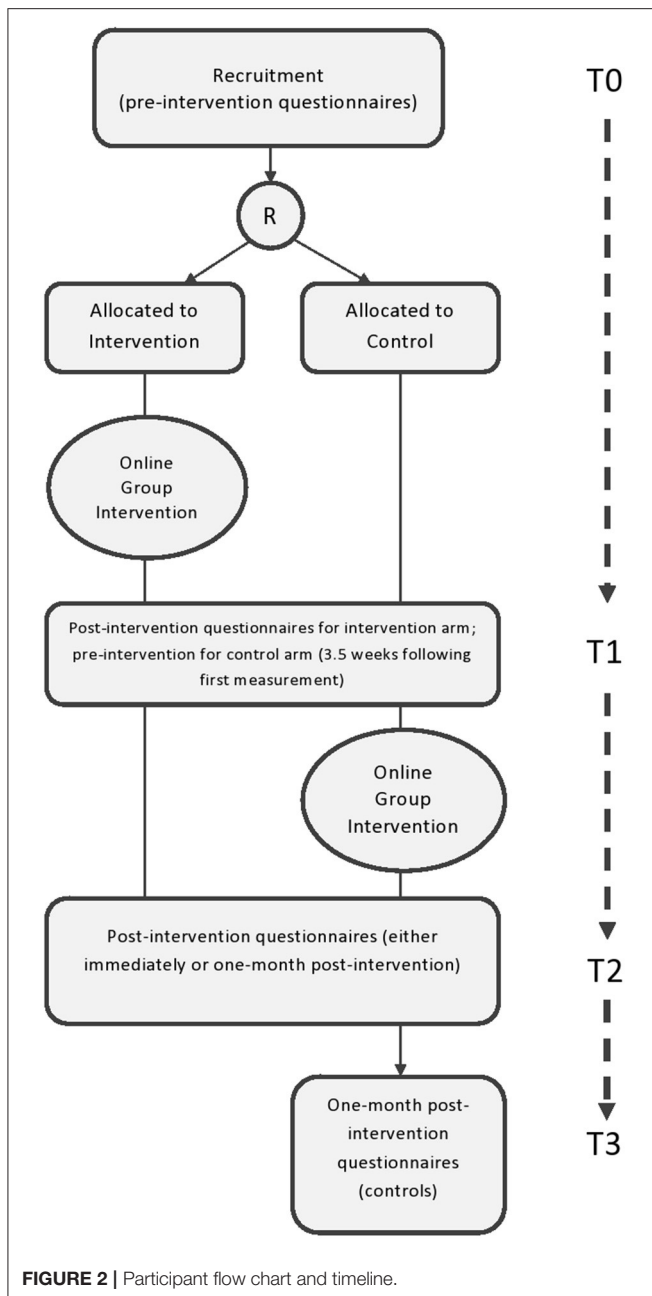 Recruitment
(pre-intervention questionnaires)
T0
R
Allocated to
Intervention
Allocated to
Control
Online
Group
Intervention
Post-intervention questionnaires for intervention arm;
pre-intervention for control arm (3.5 weeks following
first measurement)
T1
Online
Group
Intervention
Post-intervention questionnaires (either
immediately or one-month post-intervention)
T2
One-month post-
intervention
questionnaires
(controls)
T3
FIGURE 2 | Participant flow chart and timeline.